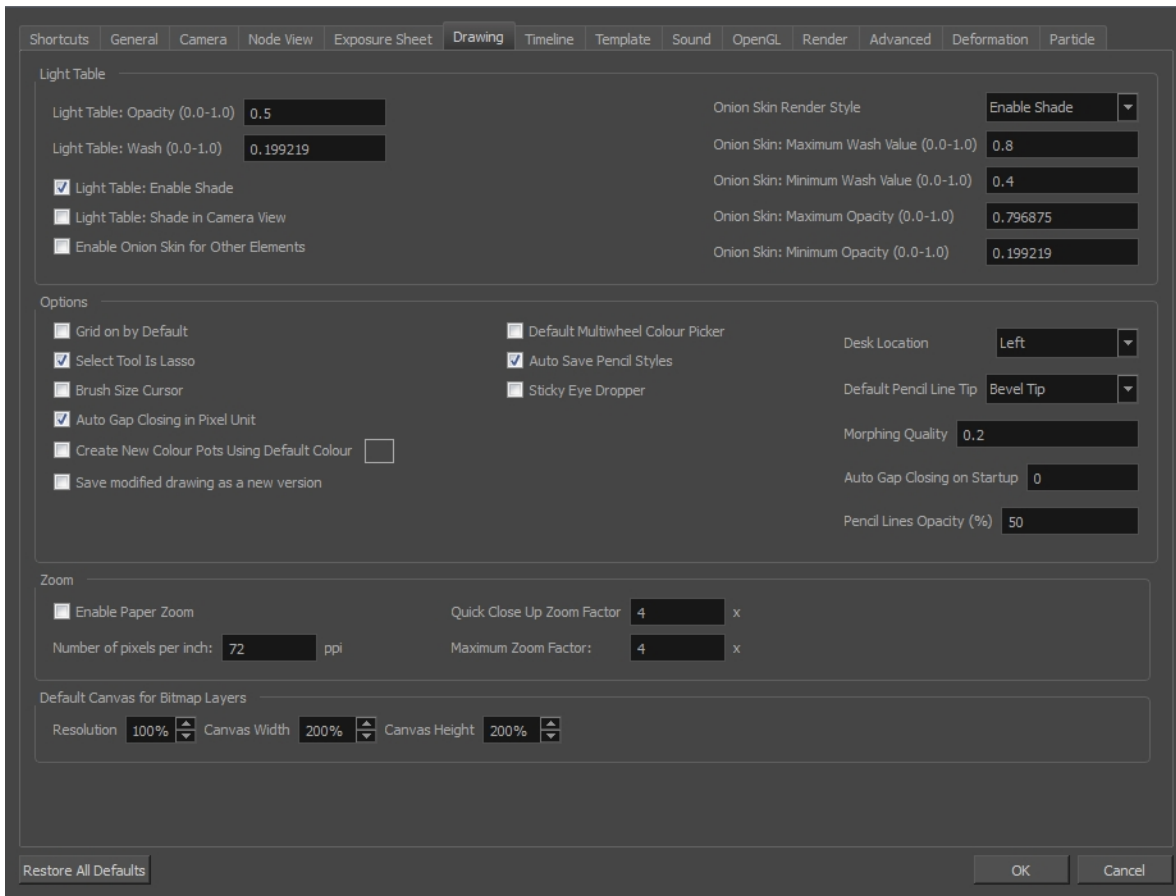 Shortcuts General Camera Node View Exposure Sheet Drawing Timeline Template Sound OpenGL Render Advanced Deformation Particle
Light Table
Light Table: Opacity (0.0-1.0) 0.5
Light Table: Wash (0.0-1.0) 0.199219
Light Table: Enable Shade
Light Table: Shade in Camera View
Enable Onion Skin for Other Elements
Onion Skin Render Style Enable Shade
Onion Skin: Maximum Wash Value (0.0-1.0) 0.8
Onion Skin: Minimum Wash Value (0.0-1.0) 0.4
Onion Skin: Maximum Opacity (0.0-1.0) 0.796875
Onion Skin: Minimum Opacity (0.0-1.0) 0.199219
Options
Grid on by Default
Select Tool Is Lasso
Brush Size Cursor
Auto Gap Closing in Pixel Unit
Create New Colour Pots Using Default Colour
Save modified drawing as a new version
Default Multiwheel Colour Picker
Auto Save Pencil Styles
Sticky Eye Dropper
Desk Location Left
Default Pencil Line Tip Bevel Tip
Morphing Quality 0.2
Auto Gap Closing on Startup 0
Pencil Lines Opacity (%) 50
Zoom
Enable Paper Zoom
Number of pixels per inch: 72 ppi
Quick Close Up Zoom Factor 4 x
Maximum Zoom Factor: 4 x
Default Canvas for Bitmap Layers
Resolution 100% Canvas Width 200% Canvas Height 200%
Restore All Defaults OK Cancel